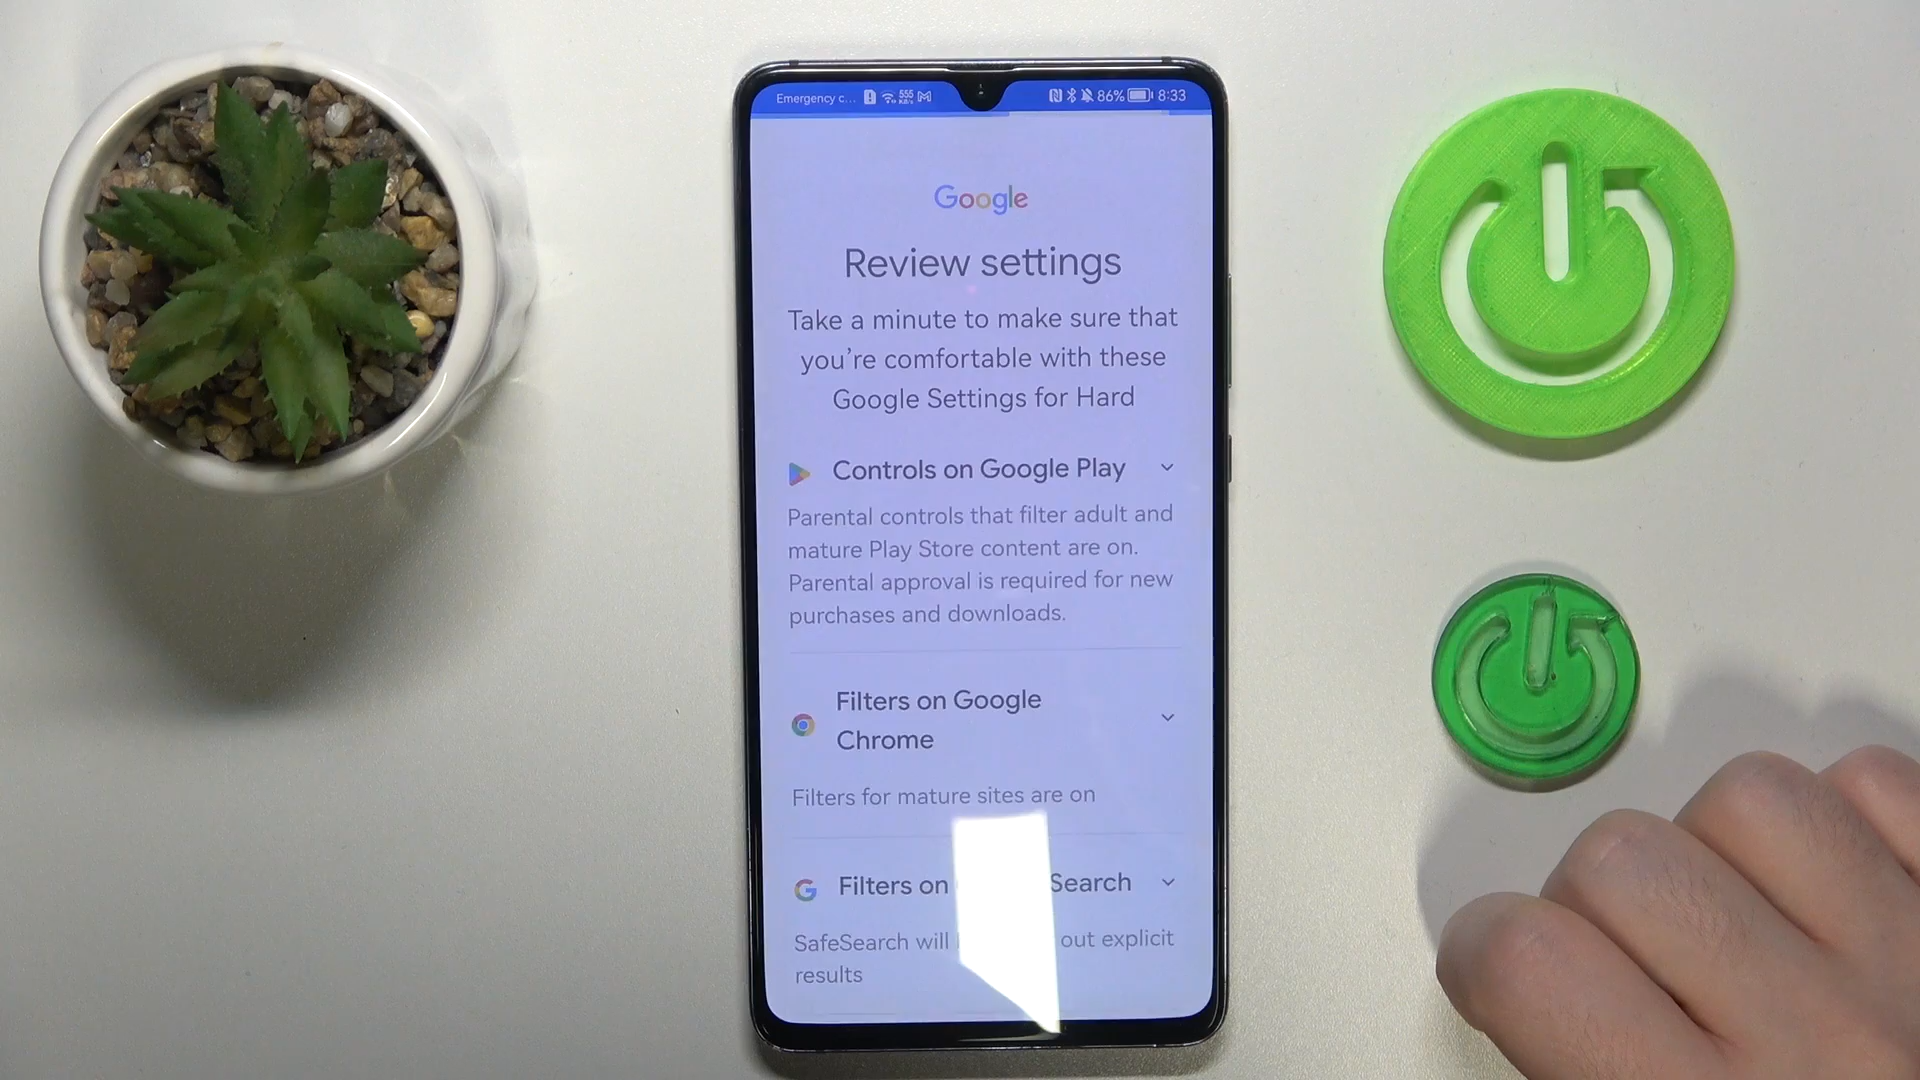 Emergency c... 555 KB/s 86% 8:33
Google
Review settings
Take a minute to make sure that
you're comfortable with these
Google Settings for Hard
Controls on Google Play
Parental controls that filter adult and
mature Play Store content are on.
Parental approval is required for new
purchases and downloads.
Filters on Google
Chrome
Filters for mature sites are on
Filters on Search
SafeSearch will out explicit
results